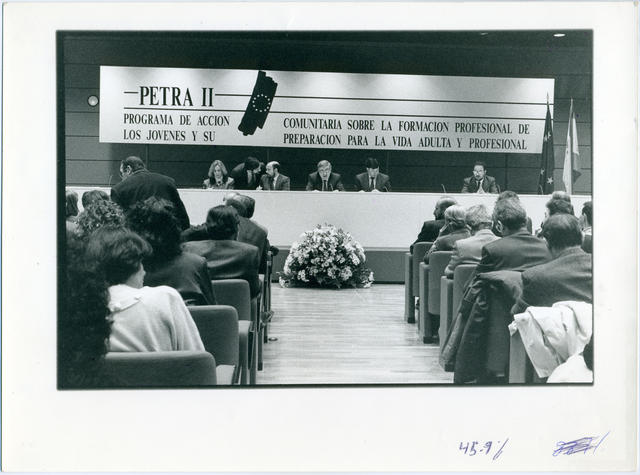 PETRA II
PROGRAMA DE ACCION COMUNITARIA SOBRE LA FORMACION PROFESIONAL DE
LOS JOVENES Y SU PREPARACION PARA LA VIDA ADULTA Y PROFESIONAL
45-9%